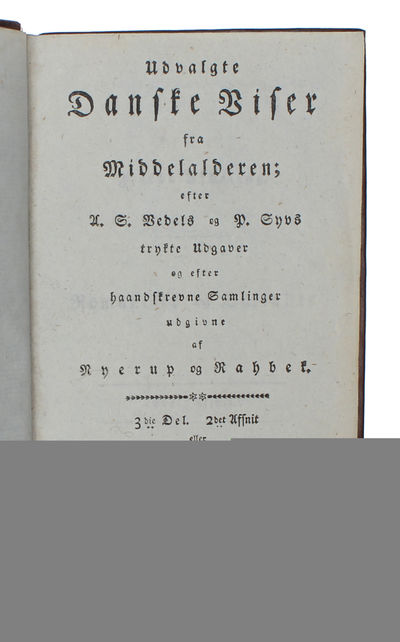 Udvalgte
Danske Viser
fra
Middelalderen;
efter
A. S. Vedels og P. Syvs
trykte Udgaver
og efter
haandskrevne Samlinger
udgivne
af
Nyerup og Rahbek.
3die Del. 2det Afsnit
eller